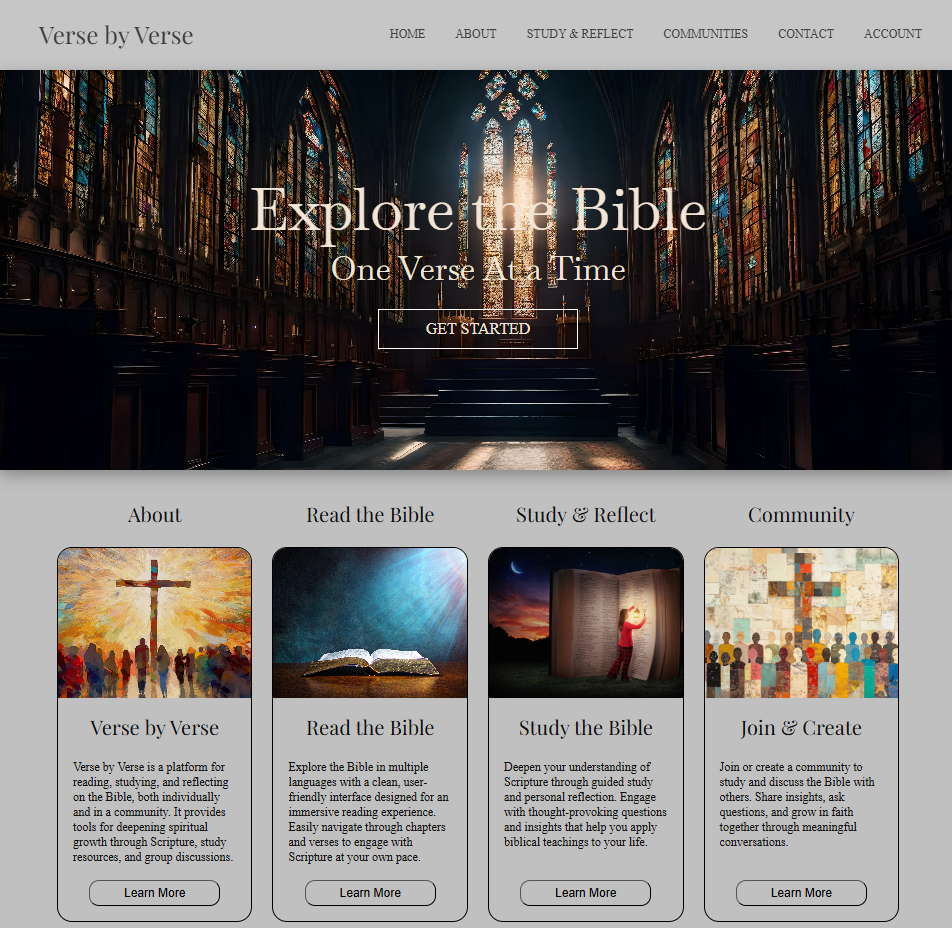 Verse by Verse
HOME ABOUT STUDY & REFLECT COMMUNITIES CONTACT ACCOUNT
Explore the Bible
One Verse At a Time
GET STARTED
About
Read the Bible
Study & Reflect
Community
Verse by Verse
Verse by Verse is a platform for
reading, studying, and reflecting
on the Bible, both individually
and in a community. It provides
tools for deepening spiritual
growth through Scripture, study
resources, and group discussions.
Learn More
Read the Bible
Explore the Bible in multiple
languages with a clean, user-
friendly interface designed for an
immersive reading experience.
Easily navigate through chapters
and verses to engage with
Scripture at your own pace.
Learn More
Study the Bible
Deepen your understanding of
Scripture through guided study
and personal reflection. Engage
with thought-provoking questions
and insights that help you apply
biblical teachings to your life.
Learn More
Join & Create
Join or create a community to
study and discuss the Bible with
others. Share insights, ask
questions, and grow in faith
together through meaningful
conversations.
Learn More